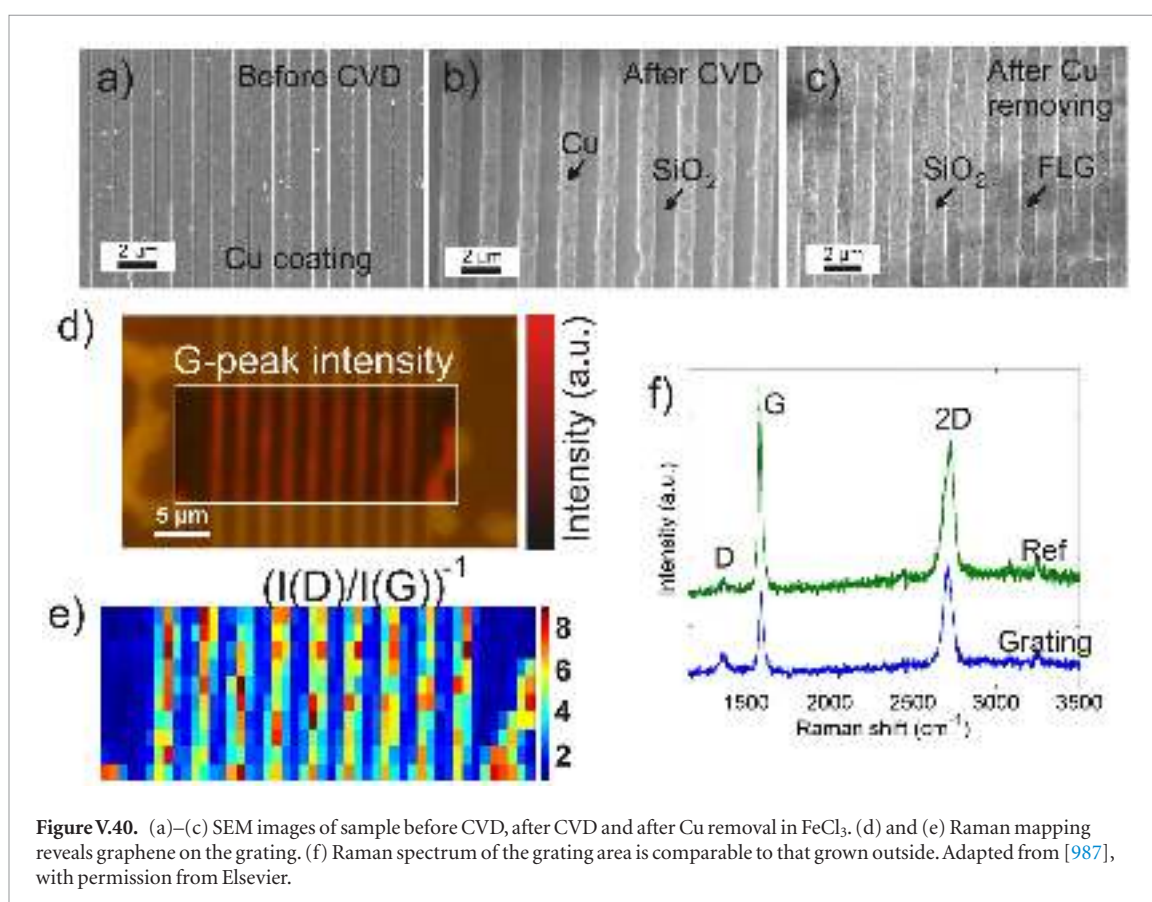 a) Before CVD
2 µm
Cu coating
b) After CVD
Cu
SiO₂
2 µm
c) After Cu
removing
SiO₂
FLG
2 µm
d)
G-peak intensity
5 µm
Intensity (a.u.)
e) (I(D)/I(G))⁻¹
8
6
4
2
f)
G
2D
D
Ref
Grating
Intensity (a.u.)
1500 2000 2500 3000 3500
Raman shift (cm⁻¹)
Figure V.40. (a)–(c) SEM images of sample before CVD, after CVD and after Cu removal in FeCl₃. (d) and (e) Raman mapping
reveals graphene on the grating. (f) Raman spectrum of the grating area is comparable to that grown outside. Adapted from [987],
with permission from Elsevier.